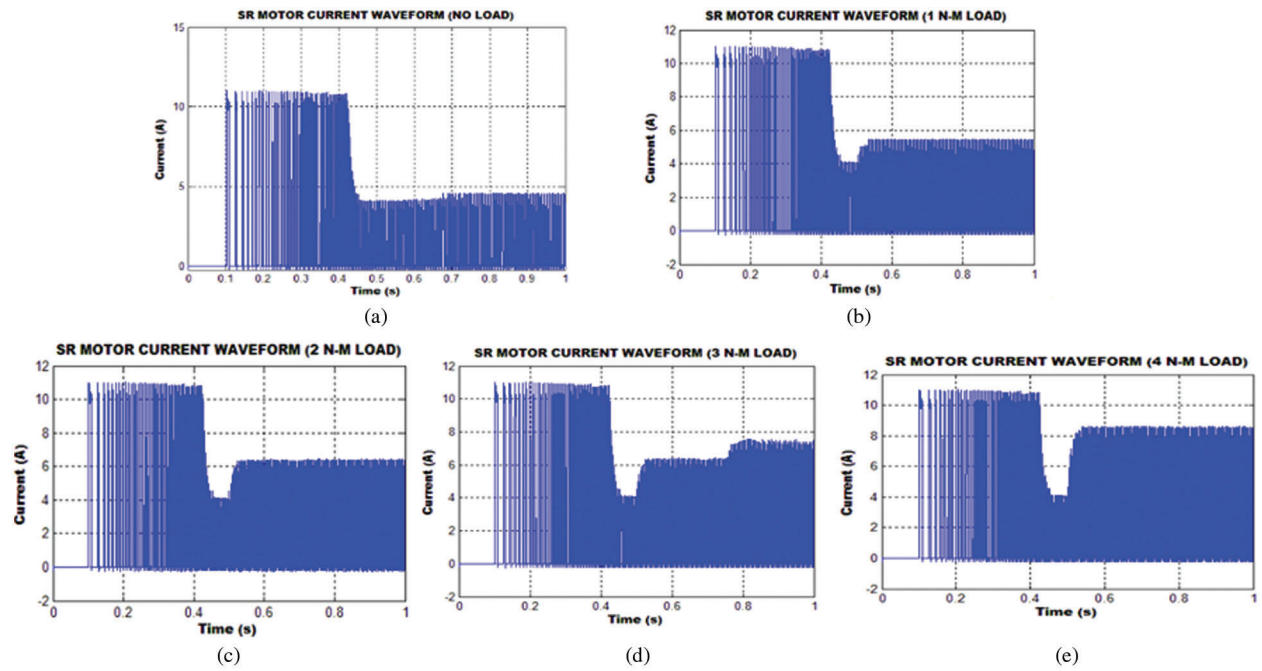 SR MOTOR CURRENT WAVEFORM (NO LOAD)
15
10
5
0
Current (A)
0 0.1 0.2 0.3 0.4 0.5 0.6 0.7 0.8 0.9 1
Time (s)
(a)
SR MOTOR CURRENT WAVEFORM (1 N-M LOAD)
12
10
8
6
4
2
0
-2
Current (A)
0 0.2 0.4 0.6 0.8 1
Time (s)
(b)
SR MOTOR CURRENT WAVEFORM (2 N-M LOAD)
12
10
8
6
4
2
0
-2
Current (A)
0 0.2 0.4 0.6 0.8 1
Time (s)
(c)
SR MOTOR CURRENT WAVEFORM (3 N-M LOAD)
12
10
8
6
4
2
0
-2
Current (A)
0 0.2 0.4 0.6 0.8 1
Time (s)
(d)
SR MOTOR CURRENT WAVEFORM (4 N-M LOAD)
12
10
8
6
4
2
0
-2
Current (A)
0 0.2 0.4 0.6 0.8 1
Time (s)
(e)